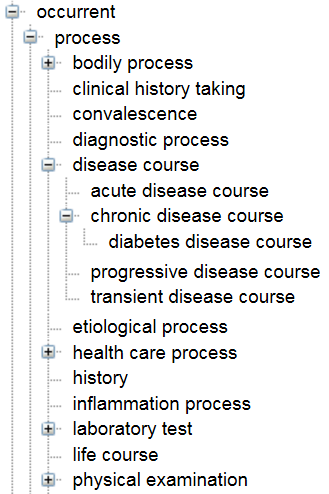 occurrent
process
bodily process
clinical history taking
convalescence
diagnostic process
disease course
acute disease course
chronic disease course
diabetes disease course
progressive disease course
transient disease course
etiological process
health care process
history
inflammation process
laboratory test
life course
physical examination